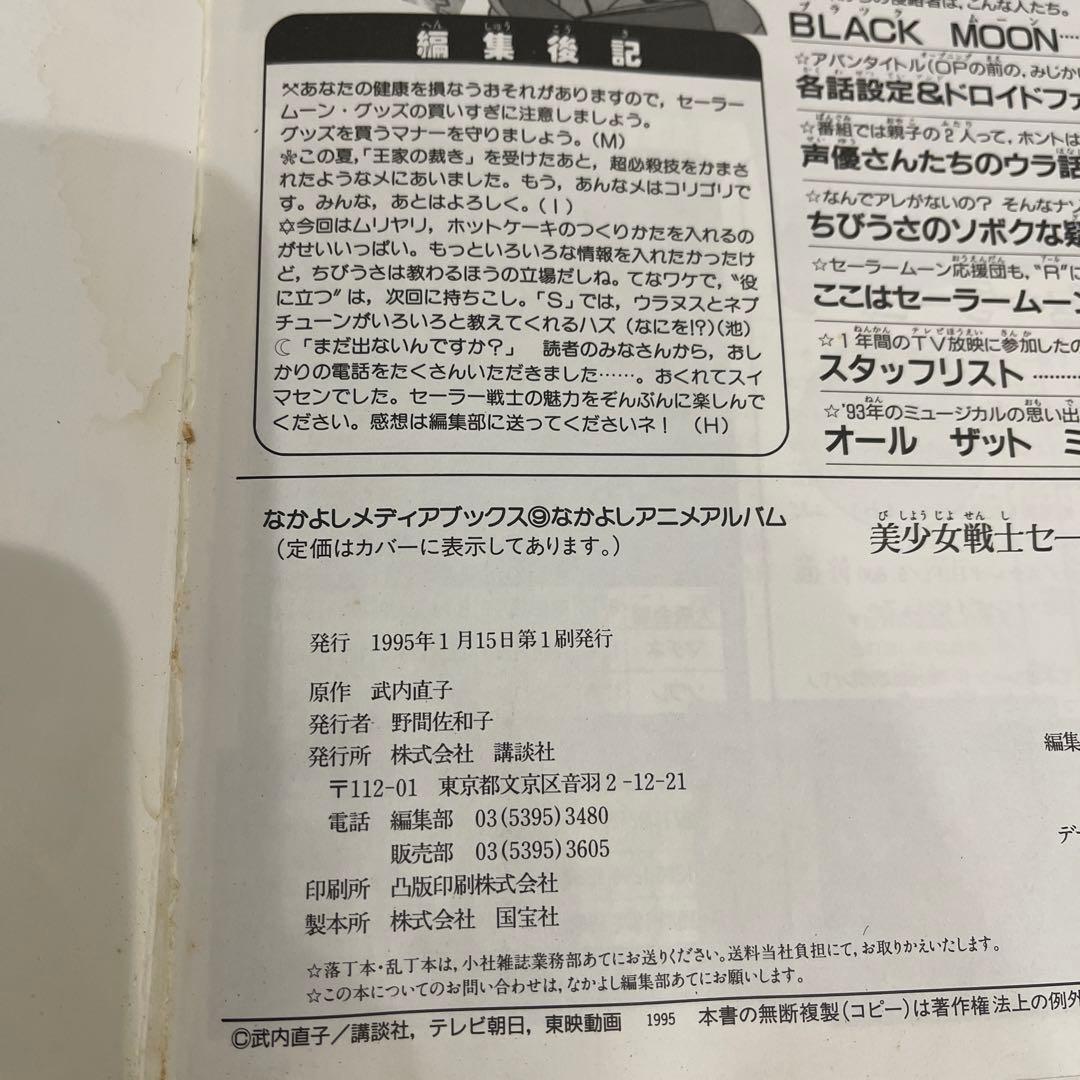 編集後記
⚒あなたの健康を損なうおそれがありますので，セーラー
ムーン・グッズの買いすぎに注意しましょう。
グッズを買うマナーを守りましょう。（M）
❀この夏，「王家の裁き」を受けたあと，超必殺技をかまさ
れたようなメにあいました。もう，あんなメはコリゴリで
す。みんな，あとはよろしく。（I）
✡今回はムリヤリ，ホットケーキのつくりかたを入れるの
がせいいっぱい。もっといろいろな情報を入れたかったけ
ど，ちびうさは教わるほうの立場だしね。てなワケで，〝役
に立つ〟は，次回に持ちこし。「S」では，ウラヌスとネプ
チューンがいろいろと教えてくれるハズ（なにを!?）（池）
☾「まだ出ないんですか？」　読者のみなさんから，おし
かりの電話をたくさんいただきました……。おくれてスイ
マセンでした。セーラー戦士の魅力をぞんぶんに楽しんで
ください。感想は編集部に送ってくださいネ！　（H）
こんな人たち。
BLACK MOON……
☆アバンタイトル（OPの前の，みじか
各話設定&ドロイドファ
☆番組では親子の2人って，ホントは
声優さんたちのウラ話
☆なんでアレがないの？　そんなナゾ
ちびうさのソボクな疑
☆セーラームーン応援団も，〝R〟に
ここはセーラームーン
☆1年間のTV放映に参加したの
スタッフリスト…………
☆'93年のミュージカルの思い出
オール　ザット　ミ
なかよしメディアブックス⑨なかよしアニメアルバム
（定価はカバーに表示してあります。）
美少女戦士セー
発行　1995年1月15日第1刷発行
原作　武内直子
発行者　野間佐和子
発行所　株式会社　講談社
〒112-01　東京都文京区音羽2-12-21
電話　編集部　03(5395)3480
販売部　03(5395)3605
印刷所　凸版印刷株式会社
製本所　株式会社　国宝社
編集
デー
☆落丁本・乱丁本は，小社雑誌業務部あてにお送りください。送料当社負担にて，お取りかえいたします。
☆この本についてのお問い合わせは，なかよし編集部あてにお願いします。
©武内直子／講談社，テレビ朝日，東映動画　1995　本書の無断複製（コピー）は著作権法上の例外